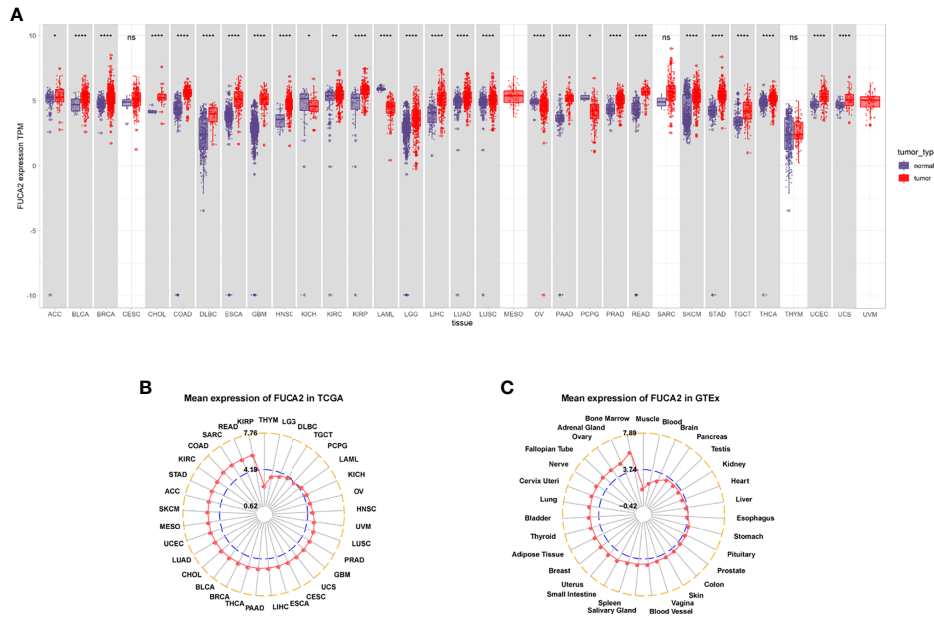 A
* **** **** ns **** **** **** **** **** **** * ** **** **** **** **** **** **** **** **** * **** **** ns **** **** **** **** ns **** ****
FUCA2 expression TPM
10
5
0
-5
-10
ACC BLCA BRCA CESC CHOL COAD DLBC ESCA GBM HNSC KICH KIRC KIRP LAML LGG LIHC LUAD LUSC MESO OV PAAD PCPG PRAD READ SARC SKCM STAD TGCT THCA THYM UCEC UCS UVM
tissue
tumor_typ
normal
tumor
B
Mean expression of FUCA2 in TCGA
7.76
4.19
0.62
THYM
LGG
DLBC
TGCT
PCPG
LAML
KICH
OV
HNSC
UVM
LUSC
PRAD
GBM
UCS
CESC
ESCA
LIHC
PAAD
THCA
BRCA
BLCA
CHOL
LUAD
UCEC
MESO
SKCM
ACC
STAD
KIRC
COAD
SARC
READ
KIRP
C
Mean expression of FUCA2 in GTEx
7.89
3.74
−0.42
Muscle
Blood
Brain
Pancreas
Testis
Kidney
Heart
Liver
Esophagus
Stomach
Pituitary
Prostate
Colon
Skin
Vagina
Blood Vessel
Salivary Gland
Spleen
Small Intestine
Uterus
Breast
Adipose Tissue
Thyroid
Bladder
Lung
Cervix Uteri
Nerve
Fallopian Tube
Ovary
Adrenal Gland
Bone Marrow